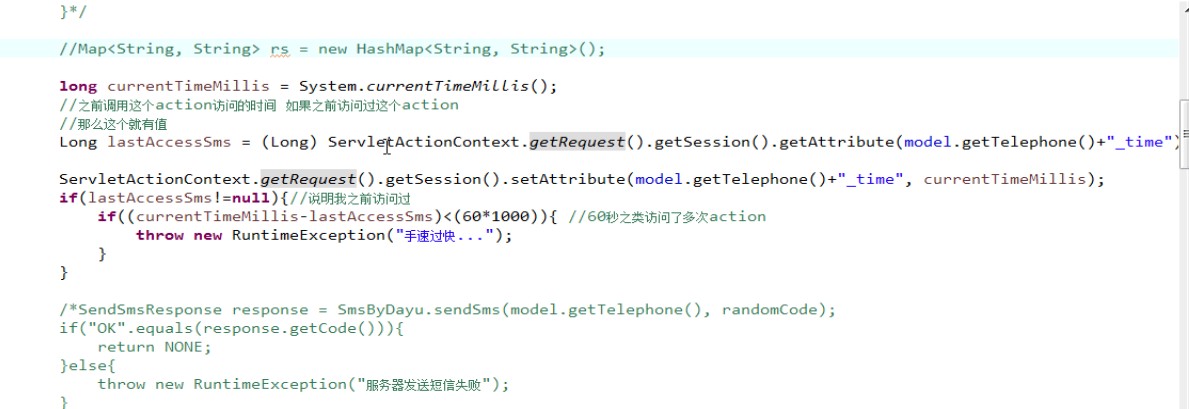 }*/
//Map<String, String> rs = new HashMap<String, String>();
long currentTimeMillis = System.currentTimeMillis();
//之前调用这个action访问的时间 如果之前访问过这个action
//那么这个就有值
Long lastAccessSms = (Long) ServletActionContext.getRequest().getSession().getAttribute(model.getTelephone()+"_time")
ServletActionContext.getRequest().getSession().setAttribute(model.getTelephone()+"_time", currentTimeMillis);
if(lastAccessSms!=null){//说明我之前访问过
if((currentTimeMillis-lastAccessSms)<(60*1000)){ //60秒之类访问了多次action
throw new RuntimeException("手速过快...");
}
}
/*SendSmsResponse response = SmsByDayu.sendSms(model.getTelephone(), randomCode);
if("OK".equals(response.getCode())){
return NONE;
}else{
throw new RuntimeException("服务器发送短信失败");
}